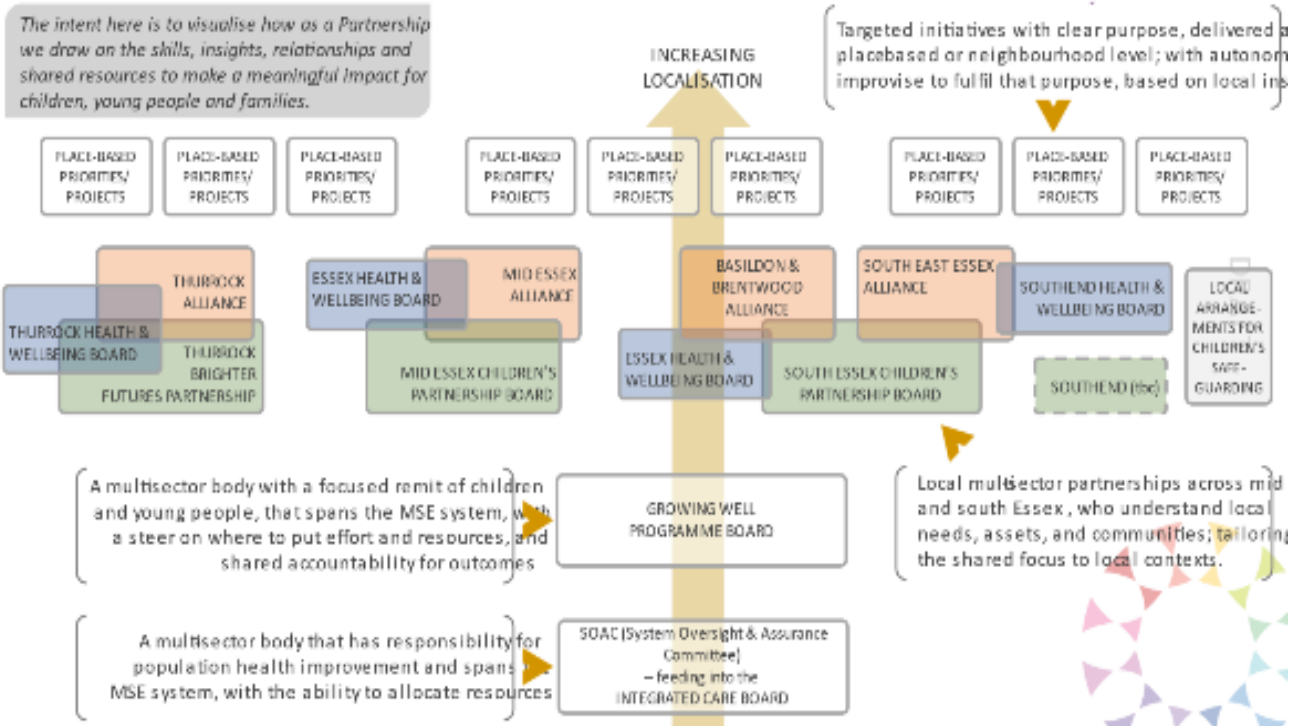 The intent here is to visualise how as a Partnership
we draw on the skills, insights, relationships and
shared resources to make a meaningful impact for
children, young people and families.
INCREASING
LOCALISATION
Targeted initiatives with clear purpose, delivered
placebased or neighbourhood level; with
improvise to fulfil that purpose, based on local
PLACE-BASED
PRIORITIES/
PROJECTS
PLACE-BASED
PRIORITIES/
PROJECTS
PLACE-BASED
PRIORITIES/
PROJECTS
PLACE-BASED
PRIORITIES/
PROJECTS
PLACE-BASED
PRIORITIES/
PROJECTS
PLACE-BASED
PRIORITIES/
PROJECTS
PLACE-BASED
PRIORITIES/
PROJECTS
PLACE-BASED
PRIORITIES/
PROJECTS
PLACE-BASED
PRIORITIES/
PROJECTS
THURROCK
ALLIANCE
THURROCK HEALTH &
WELLBEING BOARD
THURROCK
BRIGHTER
FUTURES PARTNERSHIP
ESSEX HEALTH &
WELLBEING BOARD
MID ESSEX
ALLIANCE
MID ESSEX CHILDREN'S
PARTNERSHIP BOARD
BASILDON &
BRENTWOOD
ALLIANCE
ESSEX HEALTH &
WELLBEING BOARD
SOUTH EAST ESSEX
ALLIANCE
SOUTH ESSEX CHILDREN'S
PARTNERSHIP BOARD
SOUTHEND HEALTH &
WELLBEING BOARD
SOUTHEND (tbc)
LOCAL
ARRANGE-
MENTS FOR
CHILDREN'S
SAFE-
GUARDING
A multisector body with a focused remit of children
and young people, that spans the MSE system, with
a steer on where to put effort and resources, and
shared accountability for outcomes
GROWING WELL
PROGRAMME BOARD
Local multisector partnerships across mid
and south Essex, who understand local
needs, assets, and communities; tailoring
the shared focus to local contexts.
A multisector body that has responsibility for
population health improvement and spans
MSE system, with the ability to allocate resources
SOAC (System Oversight & Assurance
Committee)
– feeding into the
INTEGRATED CARE BOARD